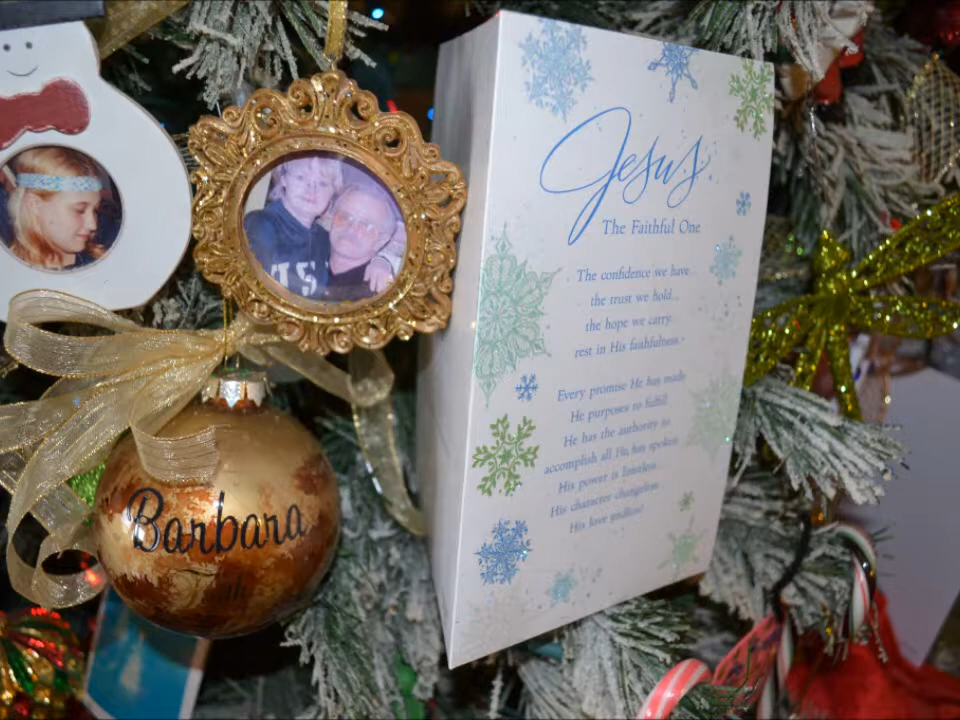 Jesus
The Faithful One
The confidence we have
the trust we hold...
the hope we carry
rest in His faithfulness.
Every promise He has made
He purposes to fulfill
He has the authority to
accomplish all He has spoken
His power is limitless
His character changeless
His love endless!
Barbara